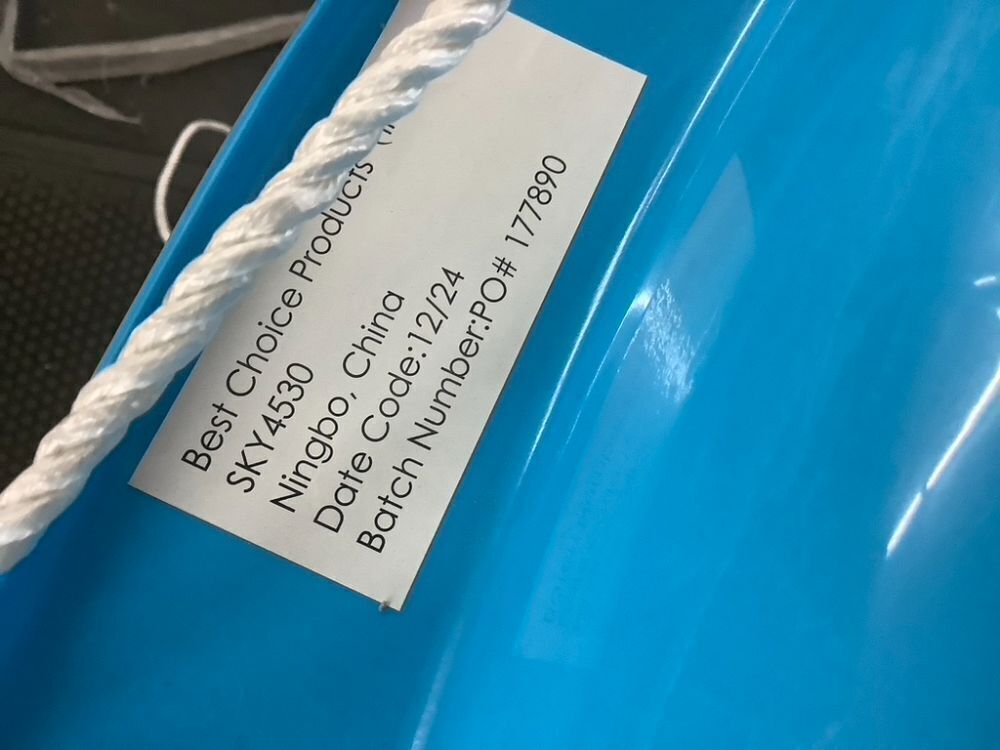 Best Choice Products
SKY4530
Ningbo, China
Date Code:12/24
Batch Number:PO# 177890